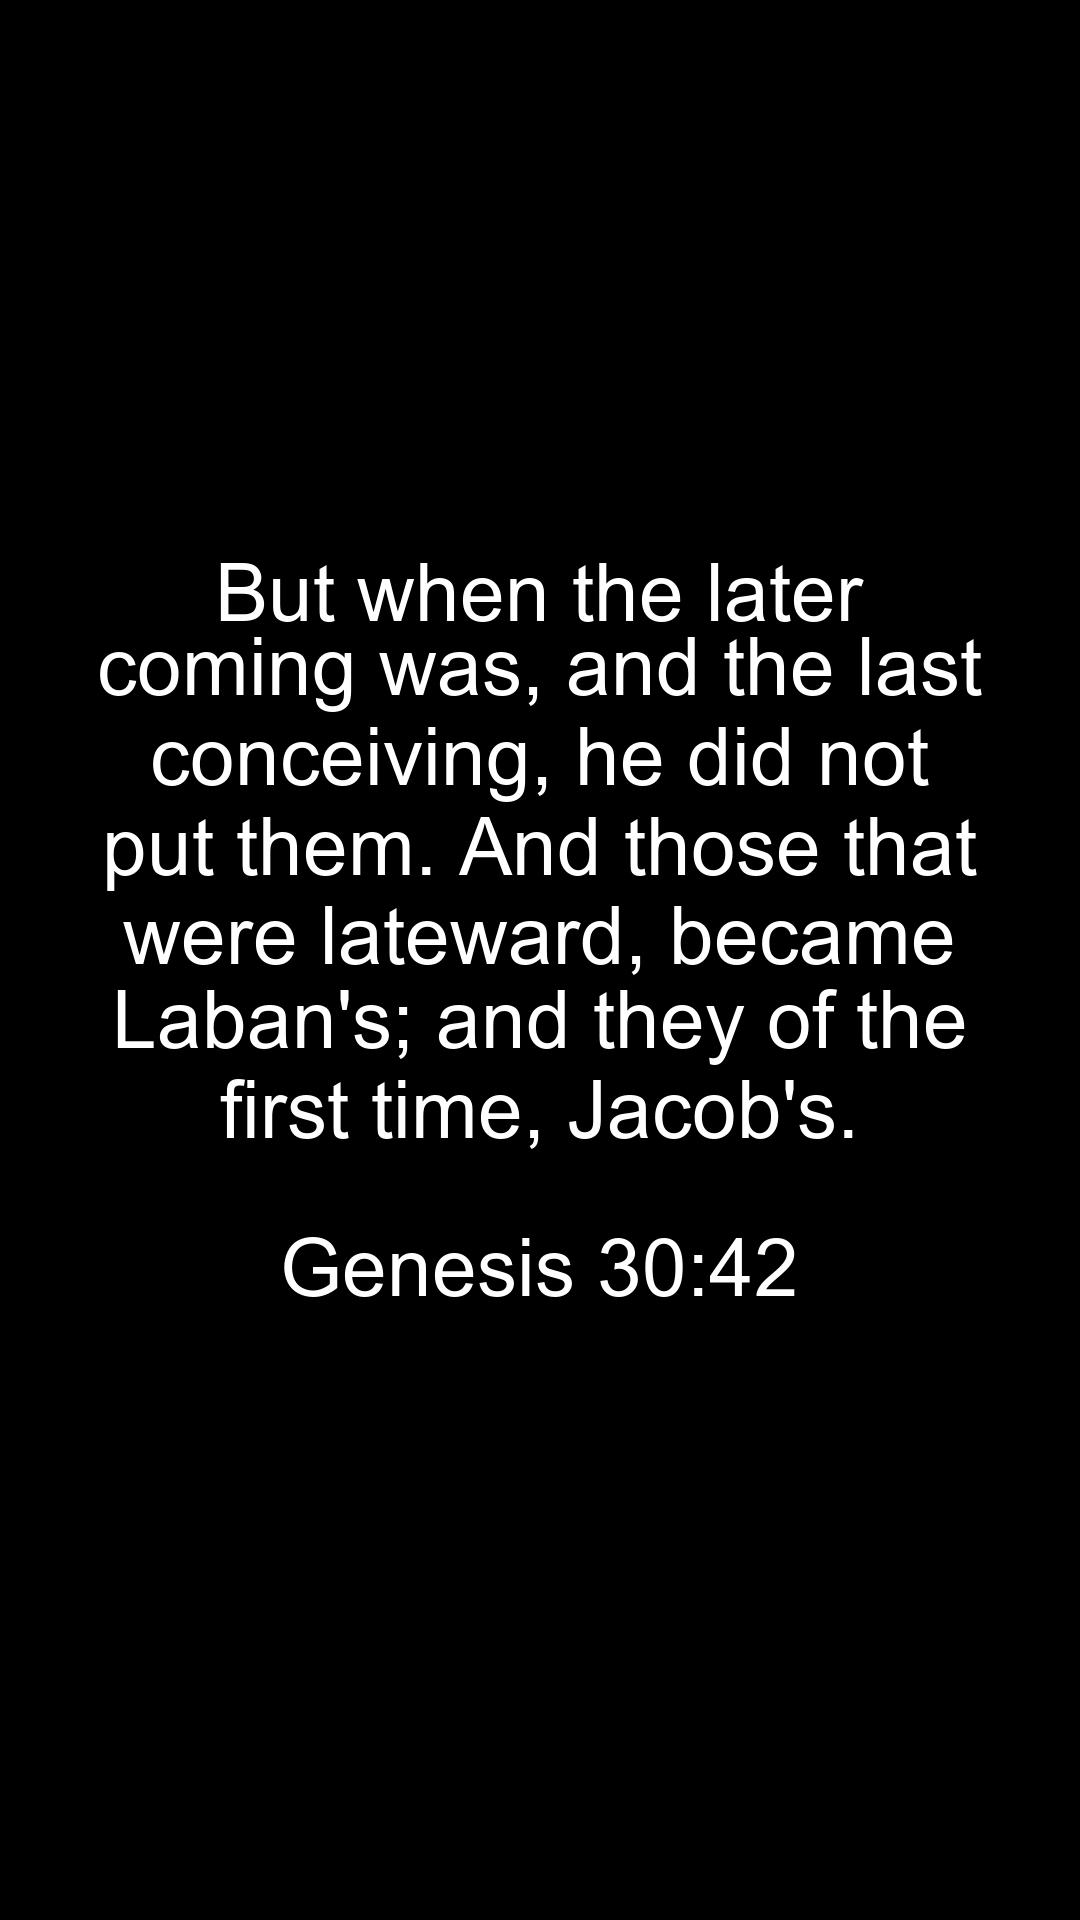 But when the later
coming was, and the last
conceiving, he did not
put them. And those that
were lateward, became
Laban's; and they of the
first time, Jacob's.
Genesis 30:42